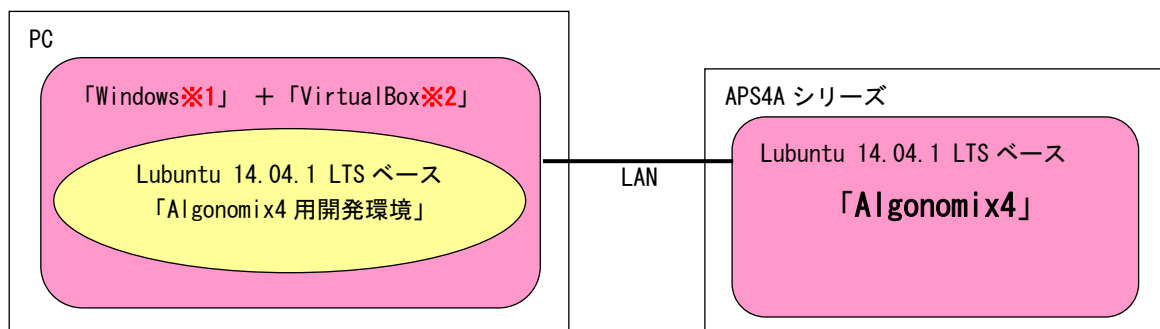 PC
「Windows※1」 ＋「VirtualBox※2」
Lubuntu 14.04.1 LTS ベース
「Algonomix4 用開発環境」
LAN
APS4A シリーズ
Lubuntu 14.04.1 LTS ベース
「Algonomix4」